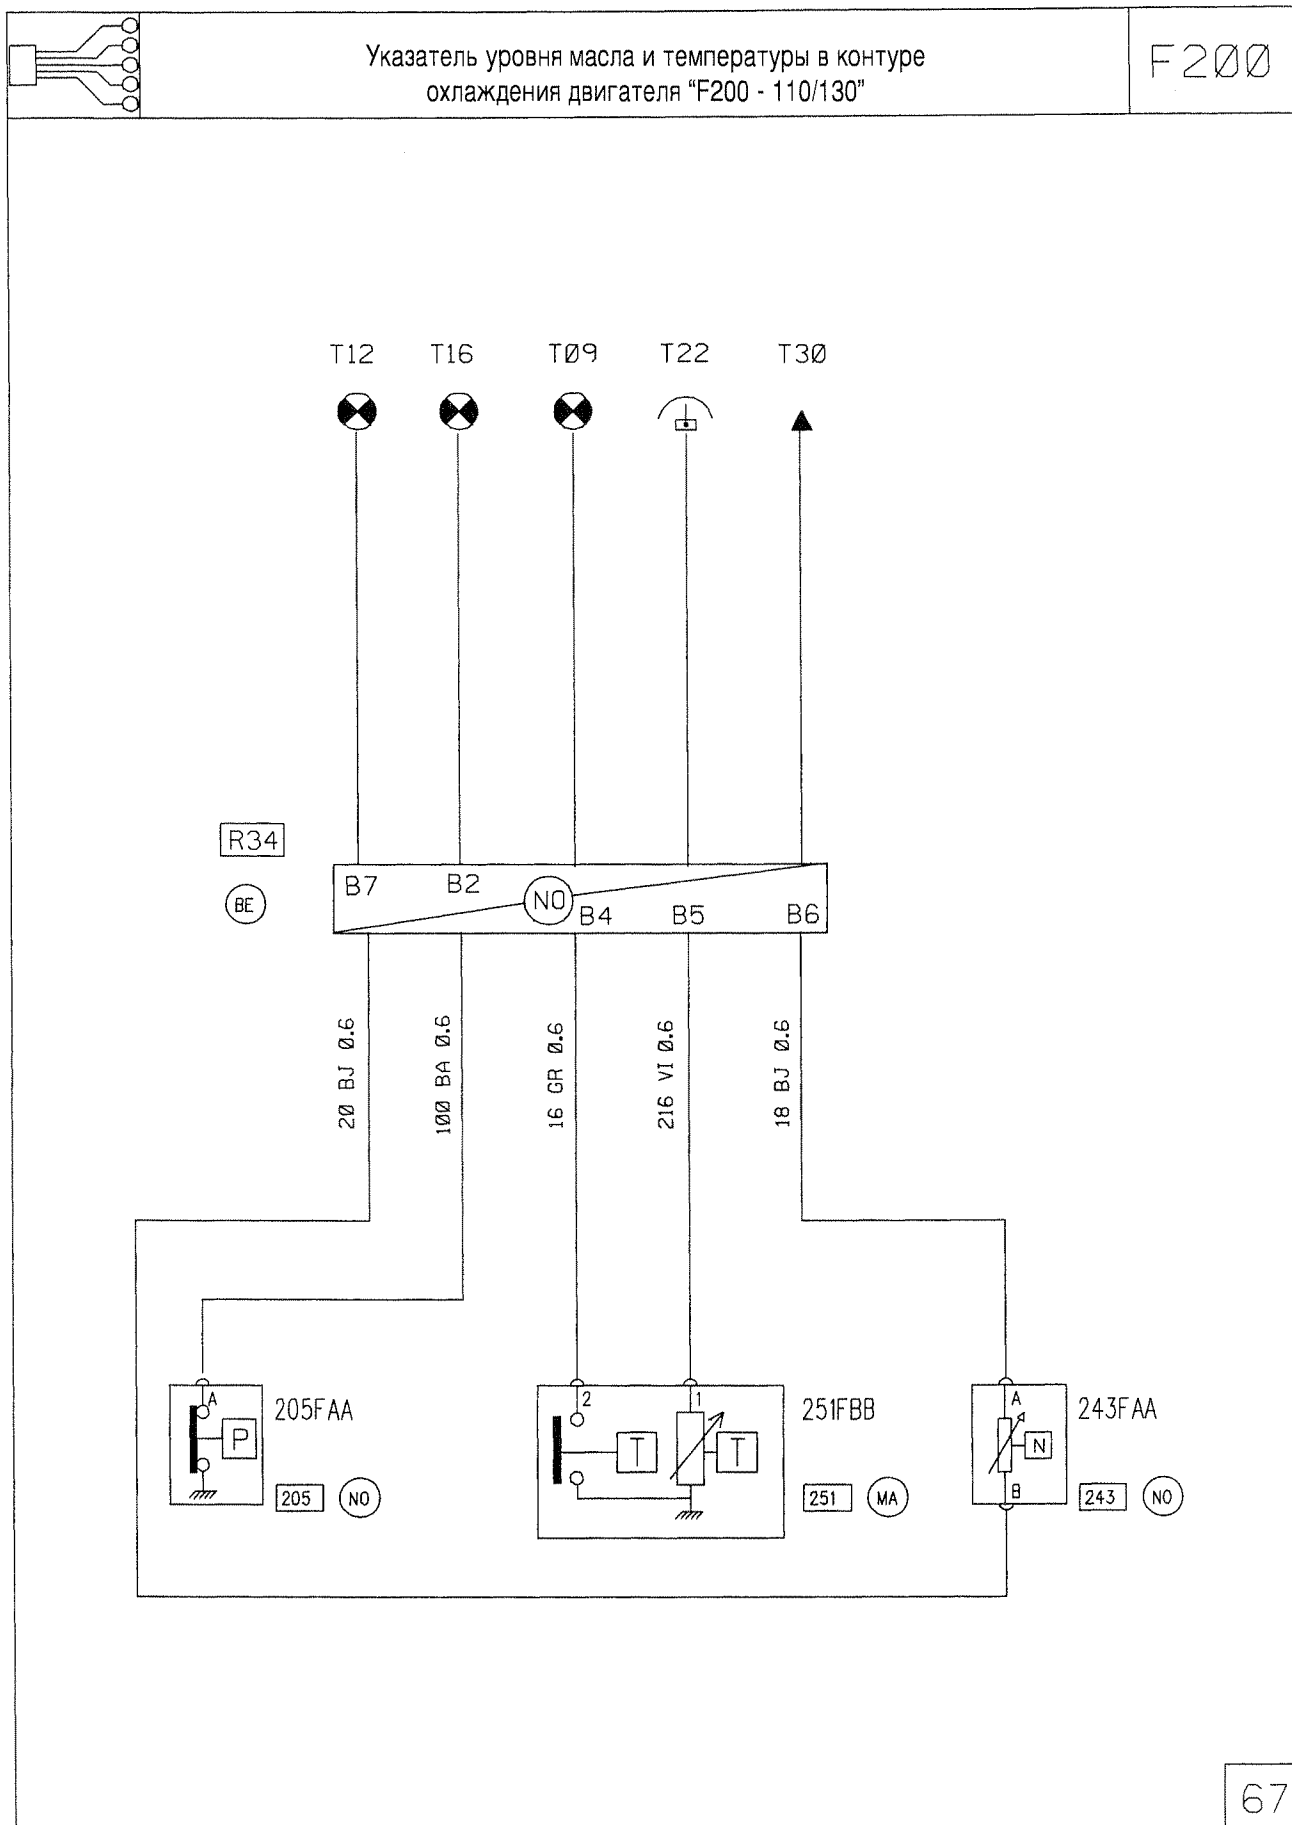 Указатель уровня масла и температуры в контуре
охлаждения двигателя “F200 - 110/130”
F200
T12 T16 T09 T22 T30
R34
BE
B7 B2 NO B4 B5 B6
20 BJ 0.6
100 BA 0.6
16 GR 0.6
216 VI 0.6
18 BJ 0.6
A
P
205FAA
205 NO
2 1
T T
251FBB
251 MA
A
N
B
243FAA
243 NO
67